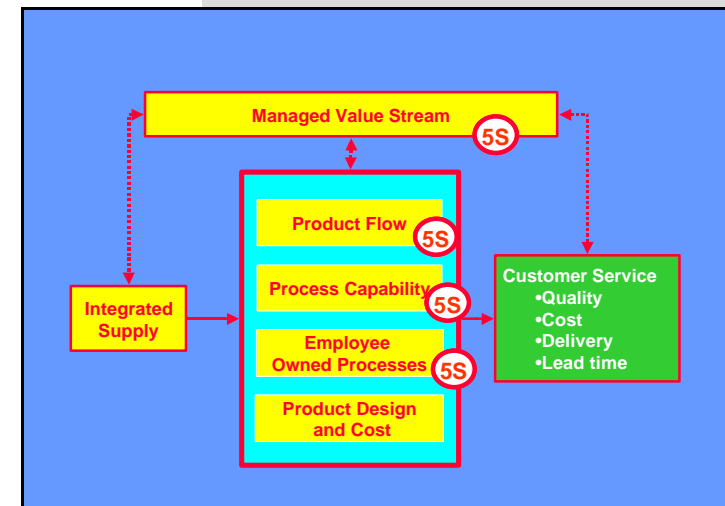 Managed Value Stream
5S
Product Flow
5S
Process Capability
5S
Integrated
Supply
Employee
Owned Processes
5S
Product Design
and Cost
Customer Service
•Quality
•Cost
•Delivery
•Lead time